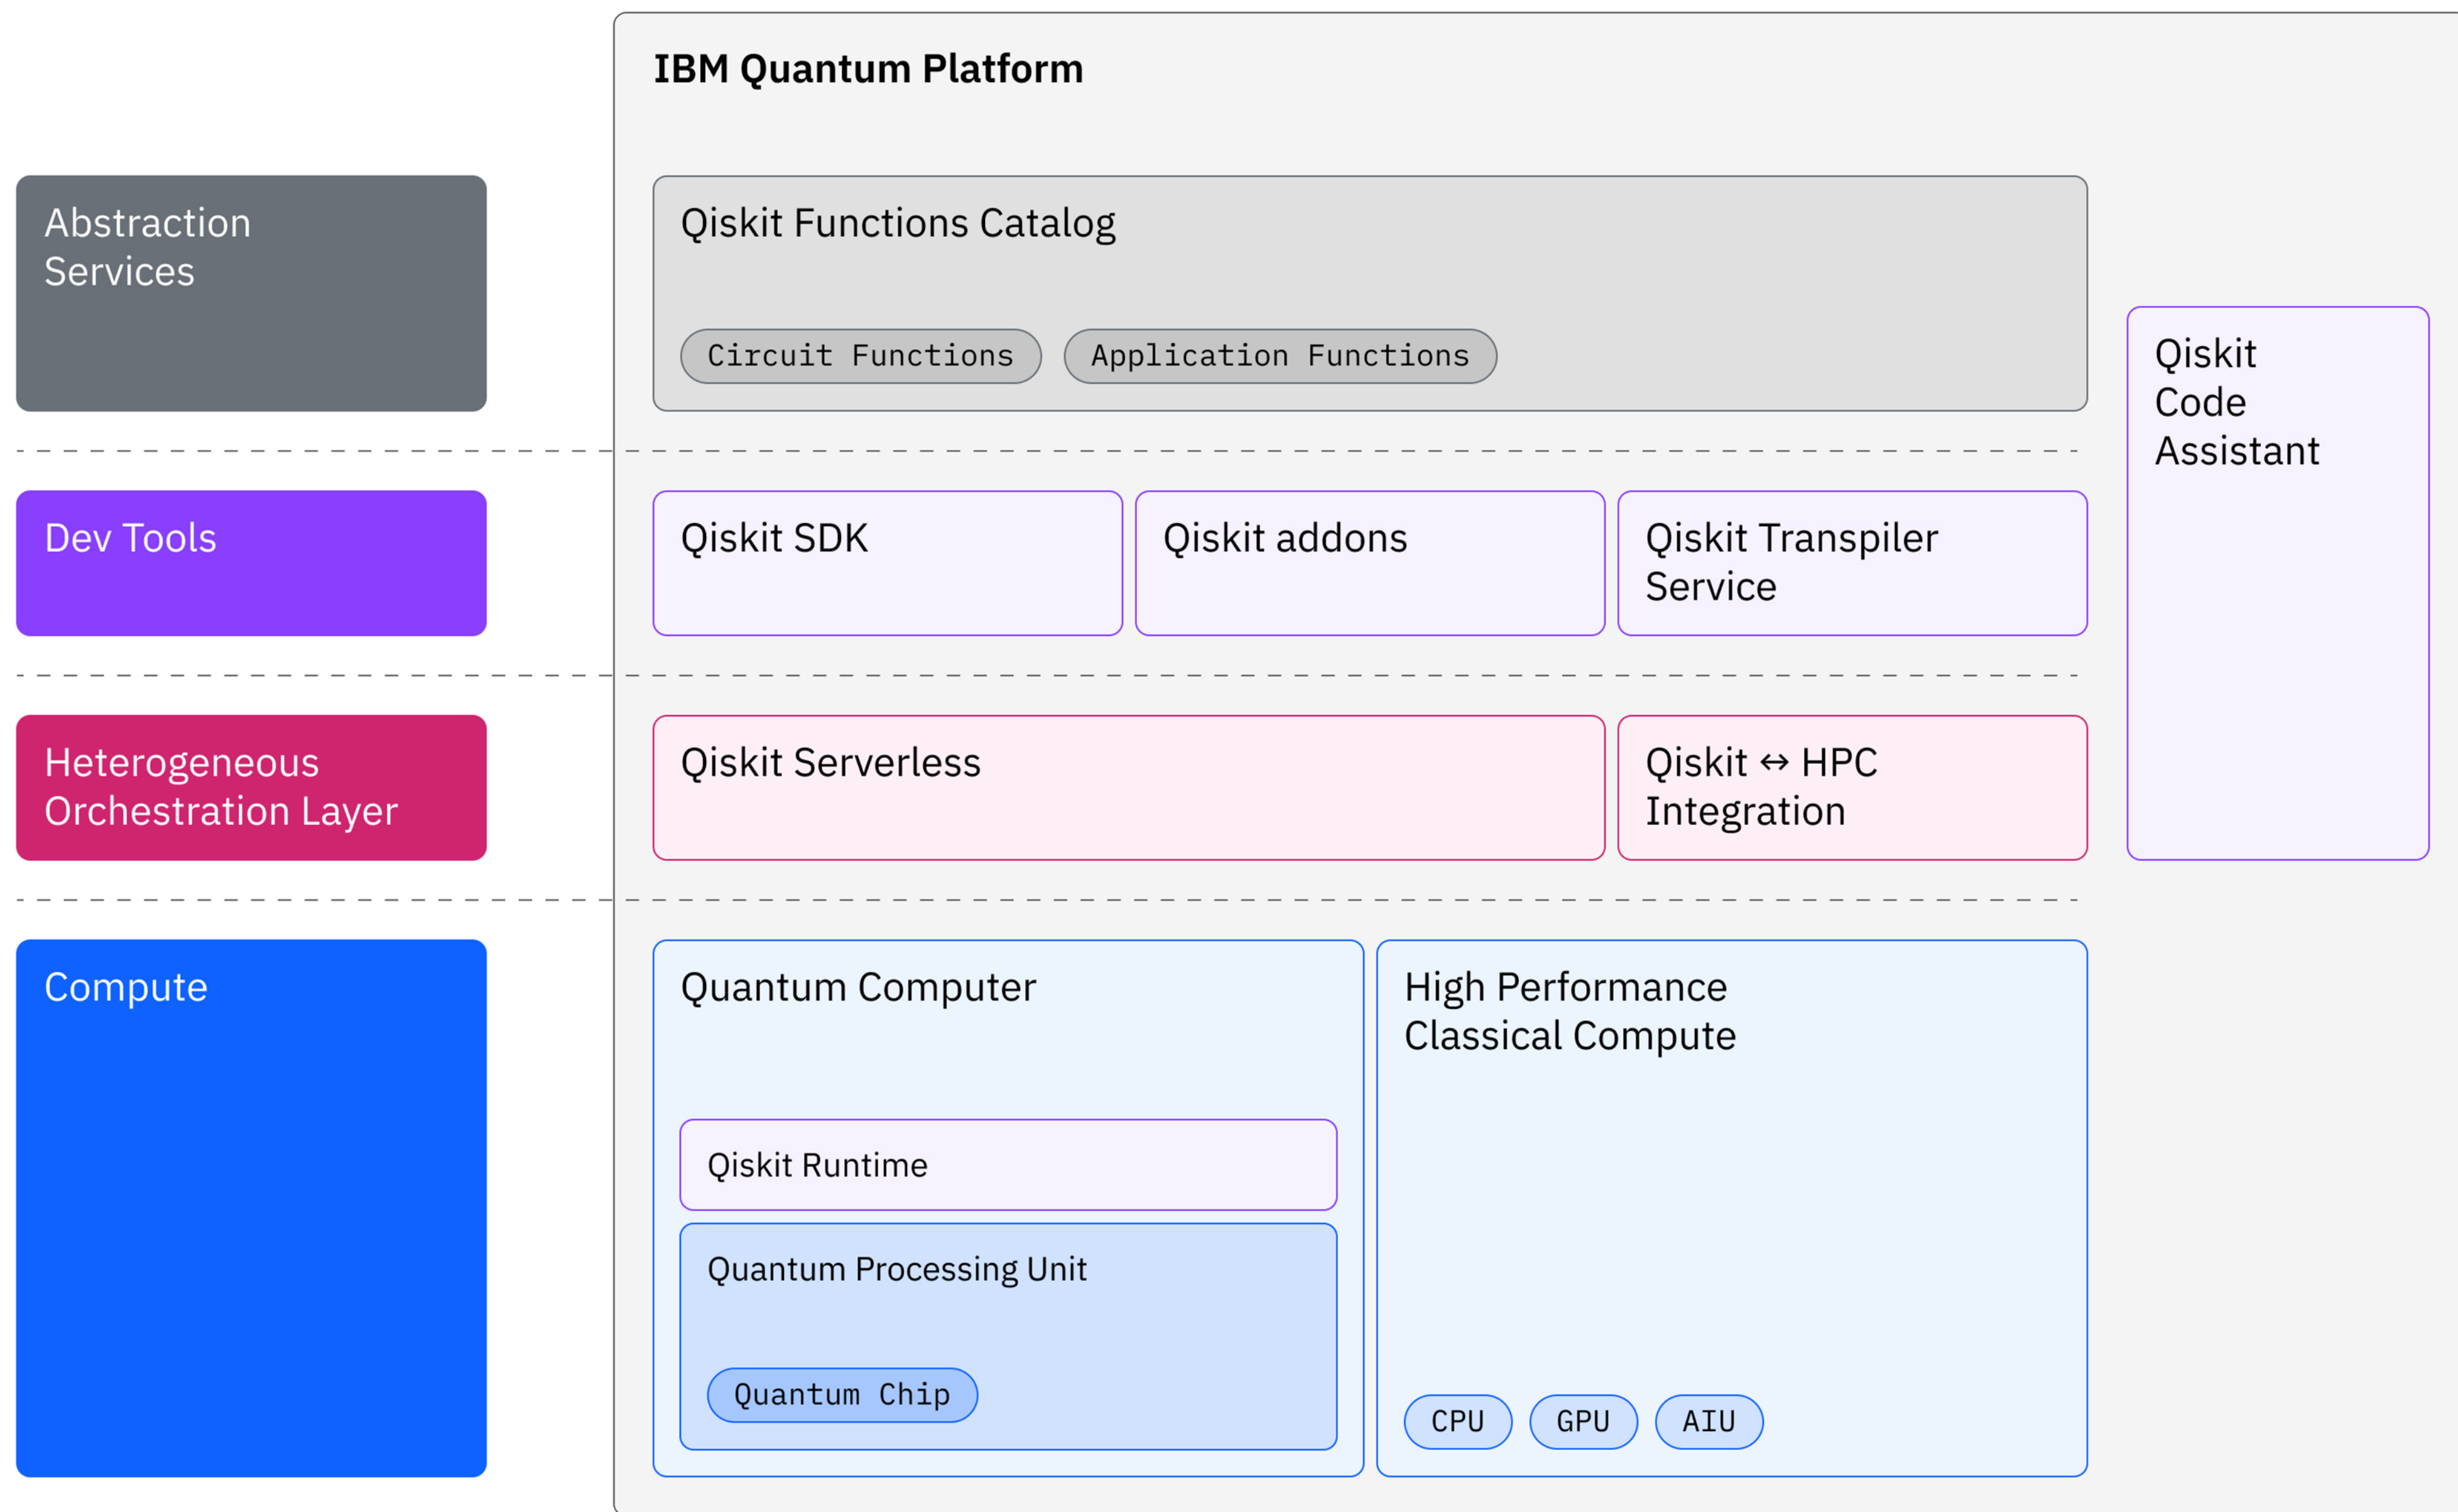 IBM Quantum Platform
Abstraction
Services
Qiskit Functions Catalog
Circuit Functions
Application Functions
Qiskit
Code
Assistant
Dev Tools
Qiskit SDK
Qiskit addons
Qiskit Transpiler
Service
Heterogeneous
Orchestration Layer
Qiskit Serverless
Qiskit ↔ HPC
Integration
Compute
Quantum Computer
Qiskit Runtime
Quantum Processing Unit
Quantum Chip
High Performance
Classical Compute
CPU
GPU
AIU